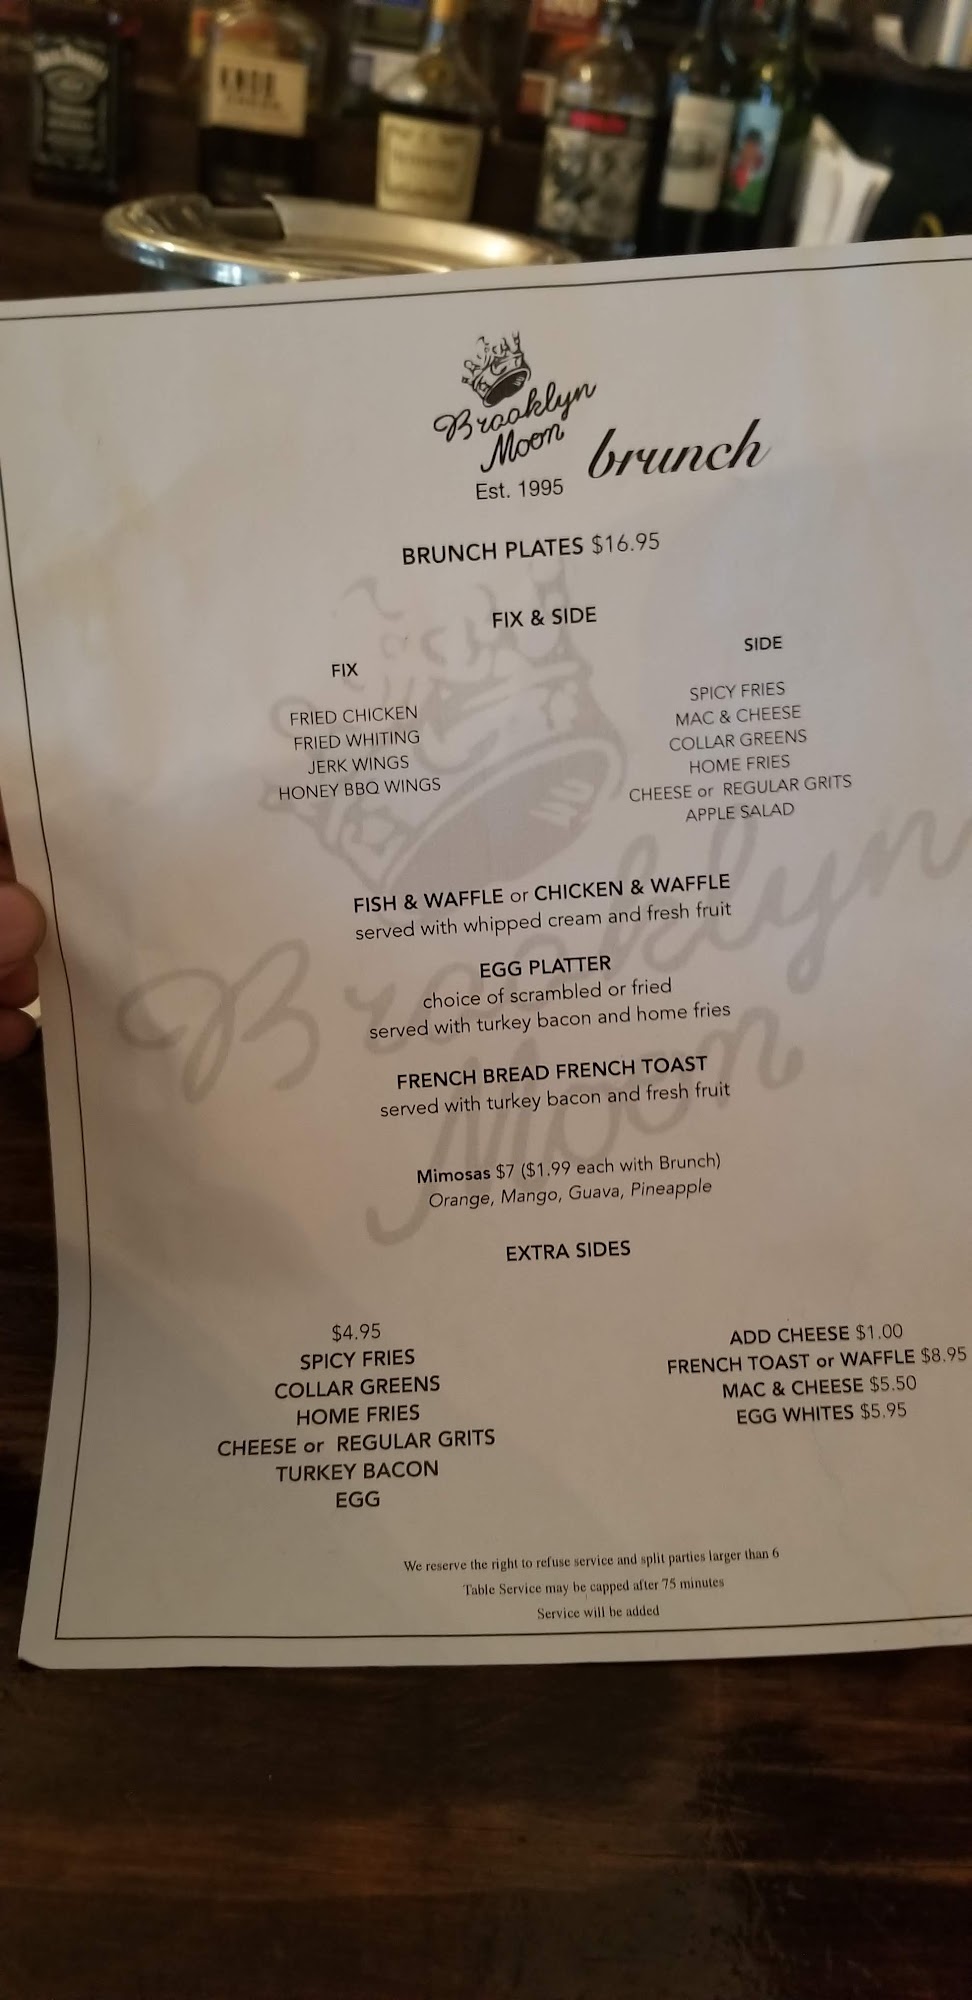 Brooklyn
Moon
brunch
Est. 1995
BRUNCH PLATES $16.95
FIX & SIDE
FIX
FRIED CHICKEN
FRIED WHITING
JERK WINGS
HONEY BBQ WINGS
SIDE
SPICY FRIES
MAC & CHEESE
COLLAR GREENS
HOME FRIES
CHEESE or REGULAR GRITS
APPLE SALAD
FISH & WAFFLE or CHICKEN & WAFFLE
served with whipped cream and fresh fruit
EGG PLATTER
choice of scrambled or fried
served with turkey bacon and home fries
FRENCH BREAD FRENCH TOAST
served with turkey bacon and fresh fruit
Mimosas $7 ($1.99 each with Brunch)
Orange, Mango, Guava, Pineapple
EXTRA SIDES
$4.95
SPICY FRIES
COLLAR GREENS
HOME FRIES
CHEESE or REGULAR GRITS
TURKEY BACON
EGG
ADD CHEESE $1.00
FRENCH TOAST or WAFFLE $8.95
MAC & CHEESE $5.50
EGG WHITES $5.95
We reserve the right to refuse service and split parties larger than 6
Table Service may be capped after 75 minutes
Service will be added
Brooklyn
Moon